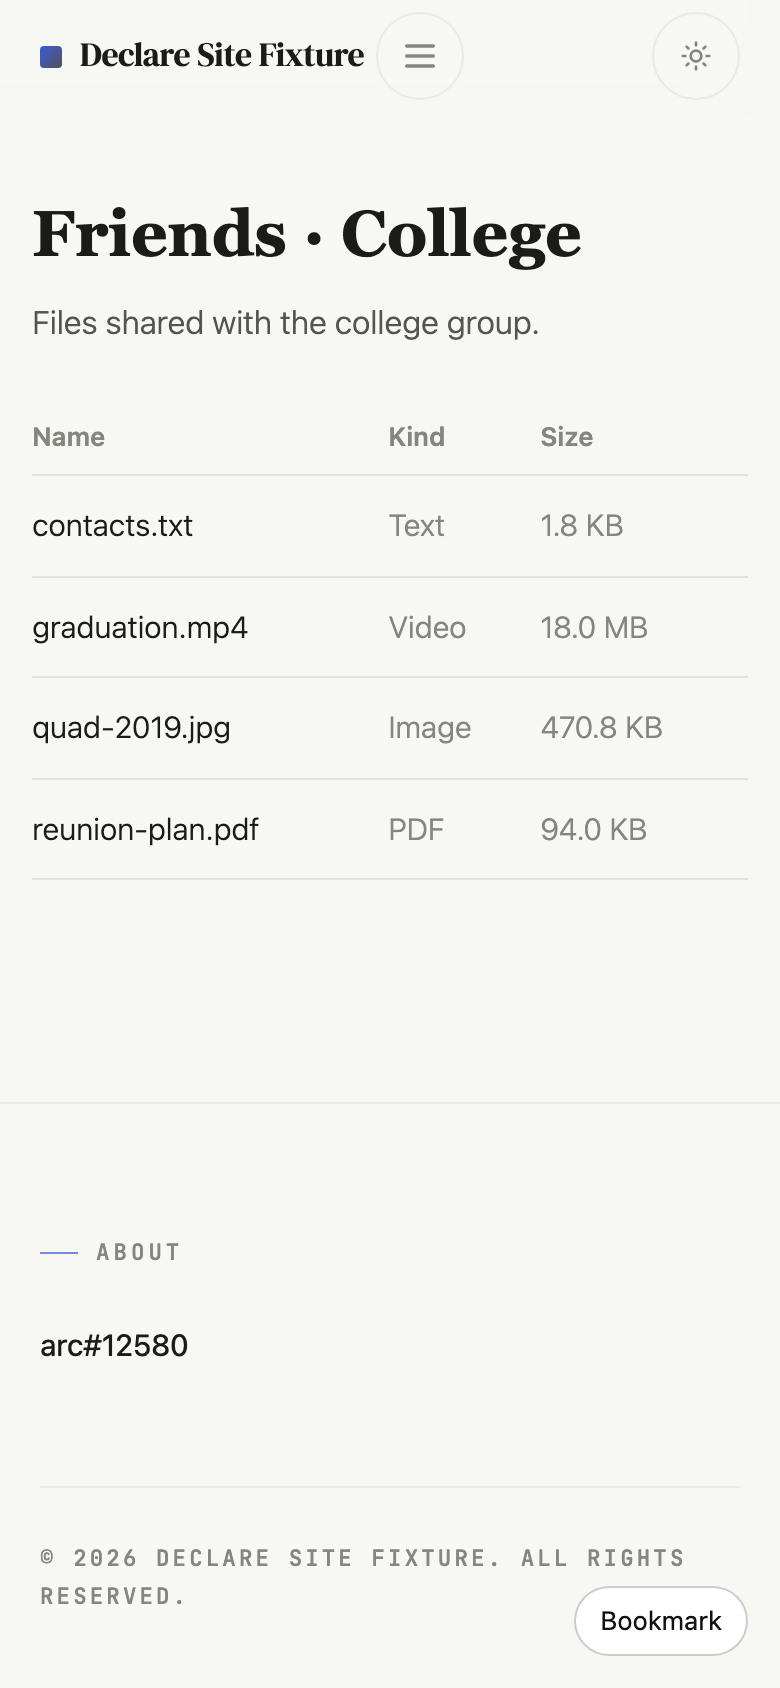 Declare Site Fixture
Friends · College
Files shared with the college group.
Name Kind Size
contacts.txt Text 1.8 KB
graduation.mp4 Video 18.0 MB
quad-2019.jpg Image 470.8 KB
reunion-plan.pdf PDF 94.0 KB
ABOUT
arc#12580
© 2026 DECLARE SITE FIXTURE. ALL RIGHTS
RESERVED.
Bookmark